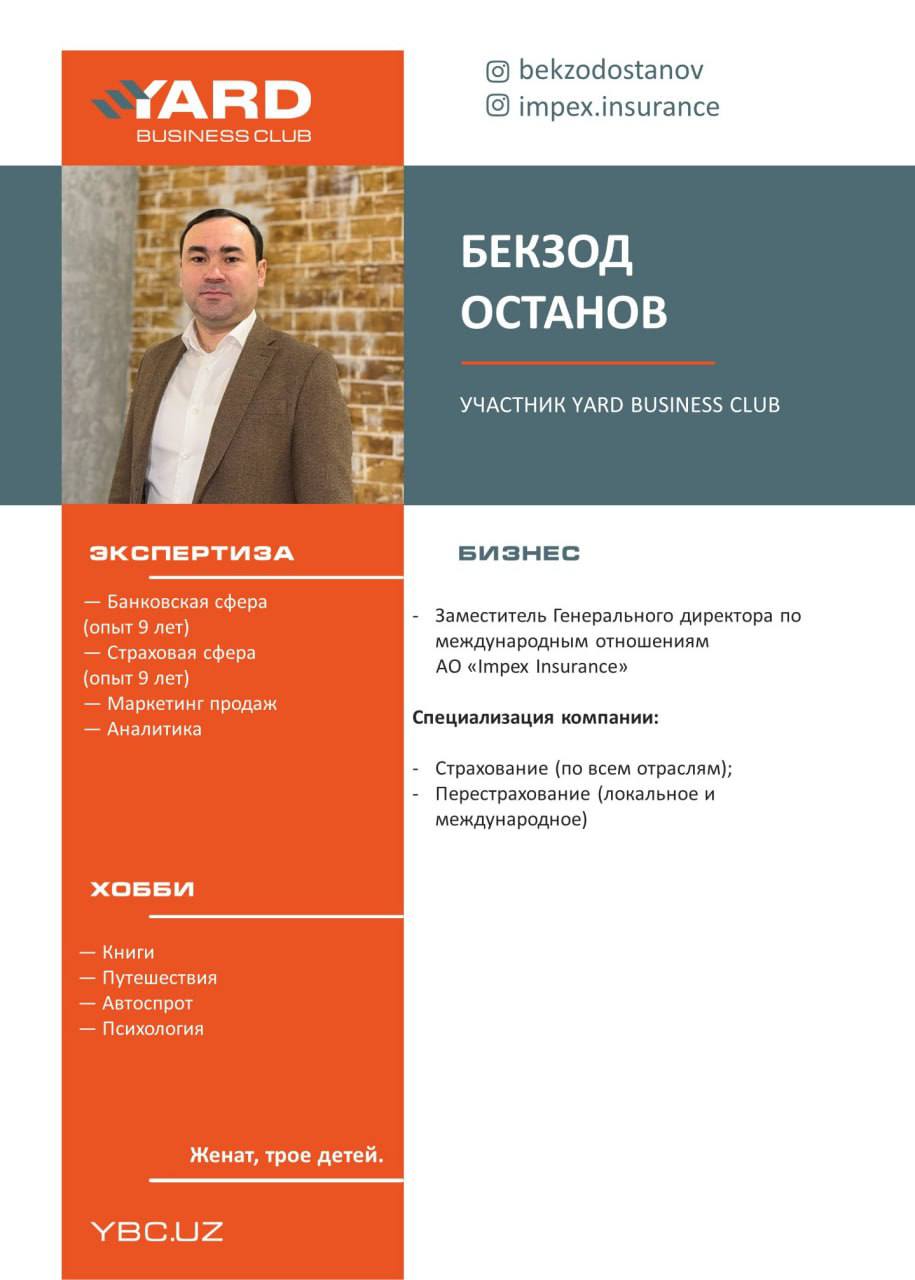 YARD
BUSINESS CLUB
bekzodostanov
impex.insurance
БЕКЗОД
ОСТАНОВ
УЧАСТНИК YARD BUSINESS CLUB
ЭКСПЕРТИЗА
— Банковская сфера
(опыт 9 лет)
— Страховая сфера
(опыт 9 лет)
— Маркетинг продаж
— Аналитика
БИЗНЕС
- Заместитель Генерального директора по
международным отношениям
АО «Impex Insurance»
Специализация компании:
- Страхование (по всем отраслям);
- Перестрахование (локальное и
международное)
ХОББИ
— Книги
— Путешествия
— Автоспрот
— Психология
Женат, трое детей.
YBC.UZ